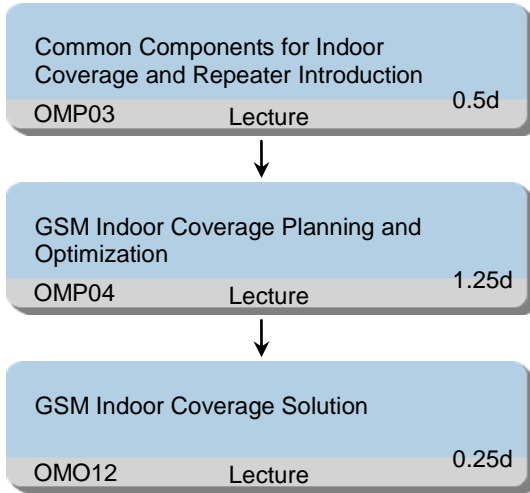 Common Components for Indoor
Coverage and Repeater Introduction
0.5d
OMP03 Lecture
GSM Indoor Coverage Planning and
Optimization
1.25d
OMP04 Lecture
GSM Indoor Coverage Solution
0.25d
OMO12 Lecture